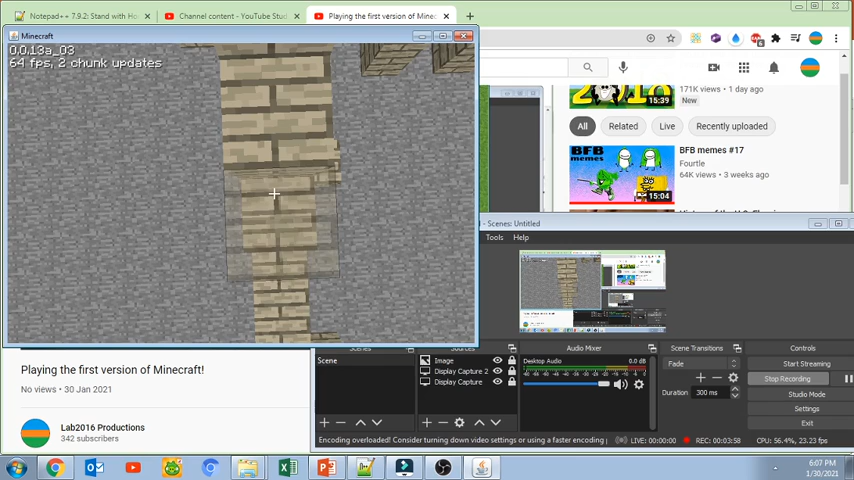 Notepad++ 7.9.2: Stand with Ho
Channel content - YouTube Stud
Playing the first version of Minec
Minecraft
0.0.13a_03
64 fps, 2 chunk updates
171K views • 1 day ago
15:39
New
All
Related
Live
Recently uploaded
BFB memes #17
Fourtle
64K views • 3 weeks ago
15:04
- Scenes: Untitled
Tools
Help
Scenes
Sources
Audio Mixer
Scene Transitions
Controls
Scene
Image
Display Capture 2
Display Capture
Desktop Audio
0.0 dB
Fade
Duration
300 ms
Start Streaming
Stop Recording
Studio Mode
Settings
Exit
Encoding overloaded! Consider turning down video settings or using a faster encoding
LIVE: 00:00:00
REC: 00:03:58
CPU: 56.4%, 23.23 fps
Playing the first version of Minecraft!
No views • 30 Jan 2021
Lab2016 Productions
342 subscribers
6:07 PM
1/30/2021